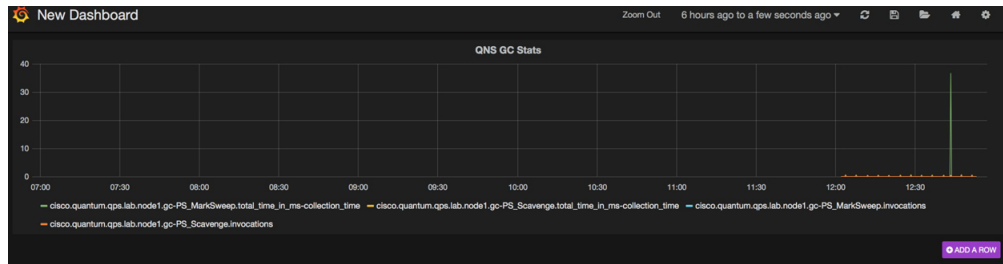 New Dashboard
Zoom Out 6 hours ago to a few seconds ago
QNS GC Stats
40
30
20
10
0
07:00 07:30 08:00 08:30 09:00 09:30 10:00 10:30 11:00 11:30 12:00 12:30
cisco.quantum.qps.lab.node1.gc-PS_MarkSweep.total_time_in_ms-collection_time cisco.quantum.qps.lab.node1.gc-PS_Scavenge.total_time_in_ms-collection_time cisco.quantum.qps.lab.node1.gc-PS_MarkSweep.invocations
cisco.quantum.qps.lab.node1.gc-PS_Scavenge.invocations
ADD A ROW